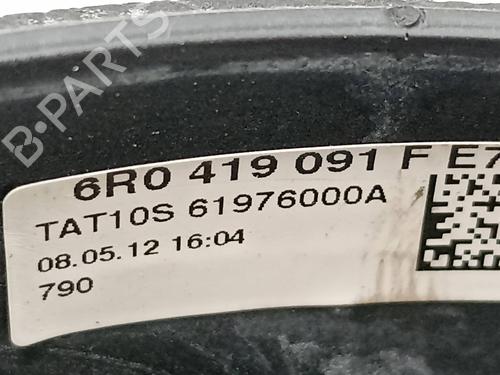 B-PARTS
6R0 419 091 F E7
TAT10S 61976000A
08.05.12 16:04
790